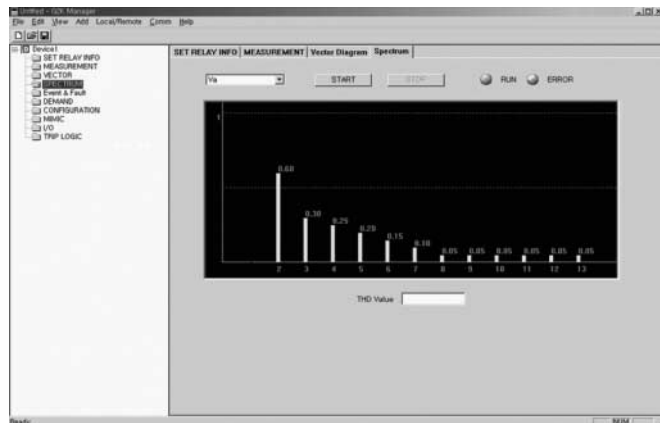 Untitled - G2K Manager
File Edit View Add Local/Remote Comm Help
Device1
SET RELAY INFO
MEASUREMENT
VECTOR
SPECTRUM
Event & Fault
DEMAND
CONFIGURATION
MIMIC
I/O
TRIP LOGIC
SET RELAY INFO MEASUREMENT Vector Diagram Spectrum
Va START STOP RUN ERROR
1
0.60
0.30
0.25
0.20
0.15
0.10
0.05 0.05 0.05 0.05 0.05 0.05
2 3 4 5 6 7 8 9 10 11 12 13
THD Value
Ready NUM